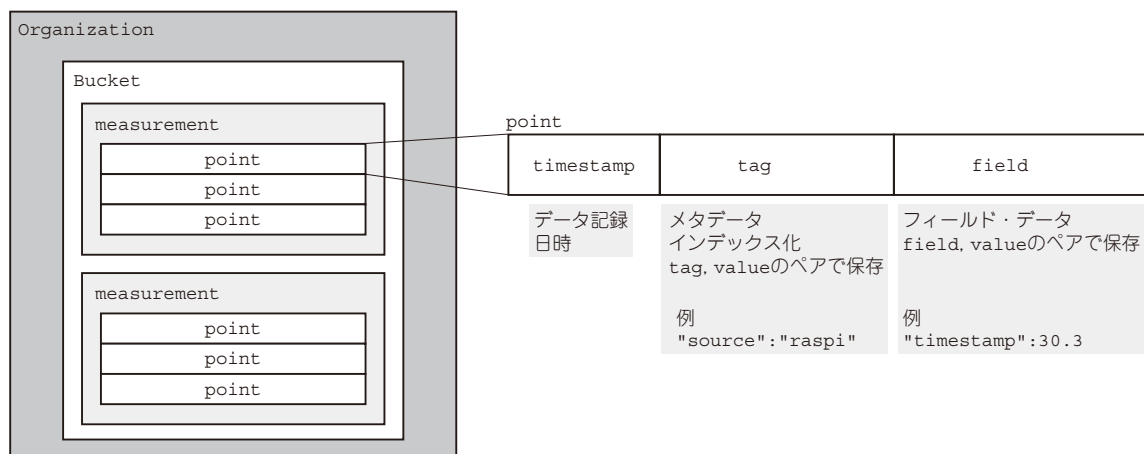 Organization
Bucket
measurement
point
point
point
measurement
point
point
point
point
timestamp
tag
field
データ記録
日時
メタデータ
インデックス化
tag, valueのペアで保存
例
"source":"raspi"
フィールド・データ
field, valueのペアで保存
例
"timestamp":30.3